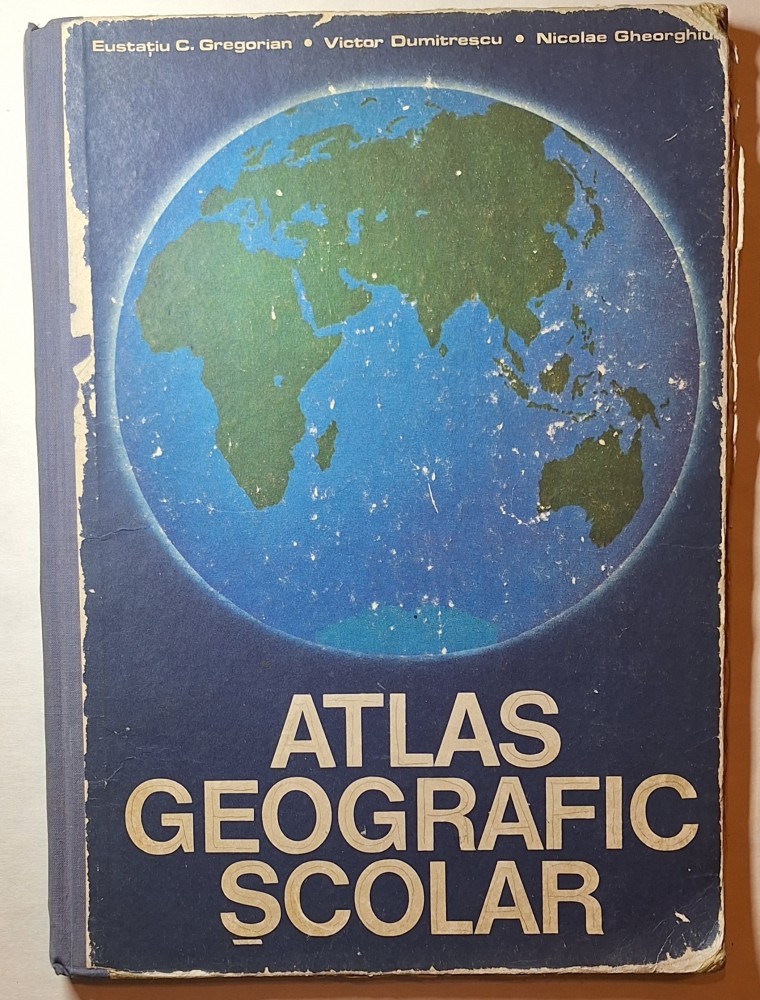 Eustațiu C. Gregorian • Victor Dumitrescu • Nicolae Gheorghiu
ATLAS
GEOGRAFIC
ȘCOLAR